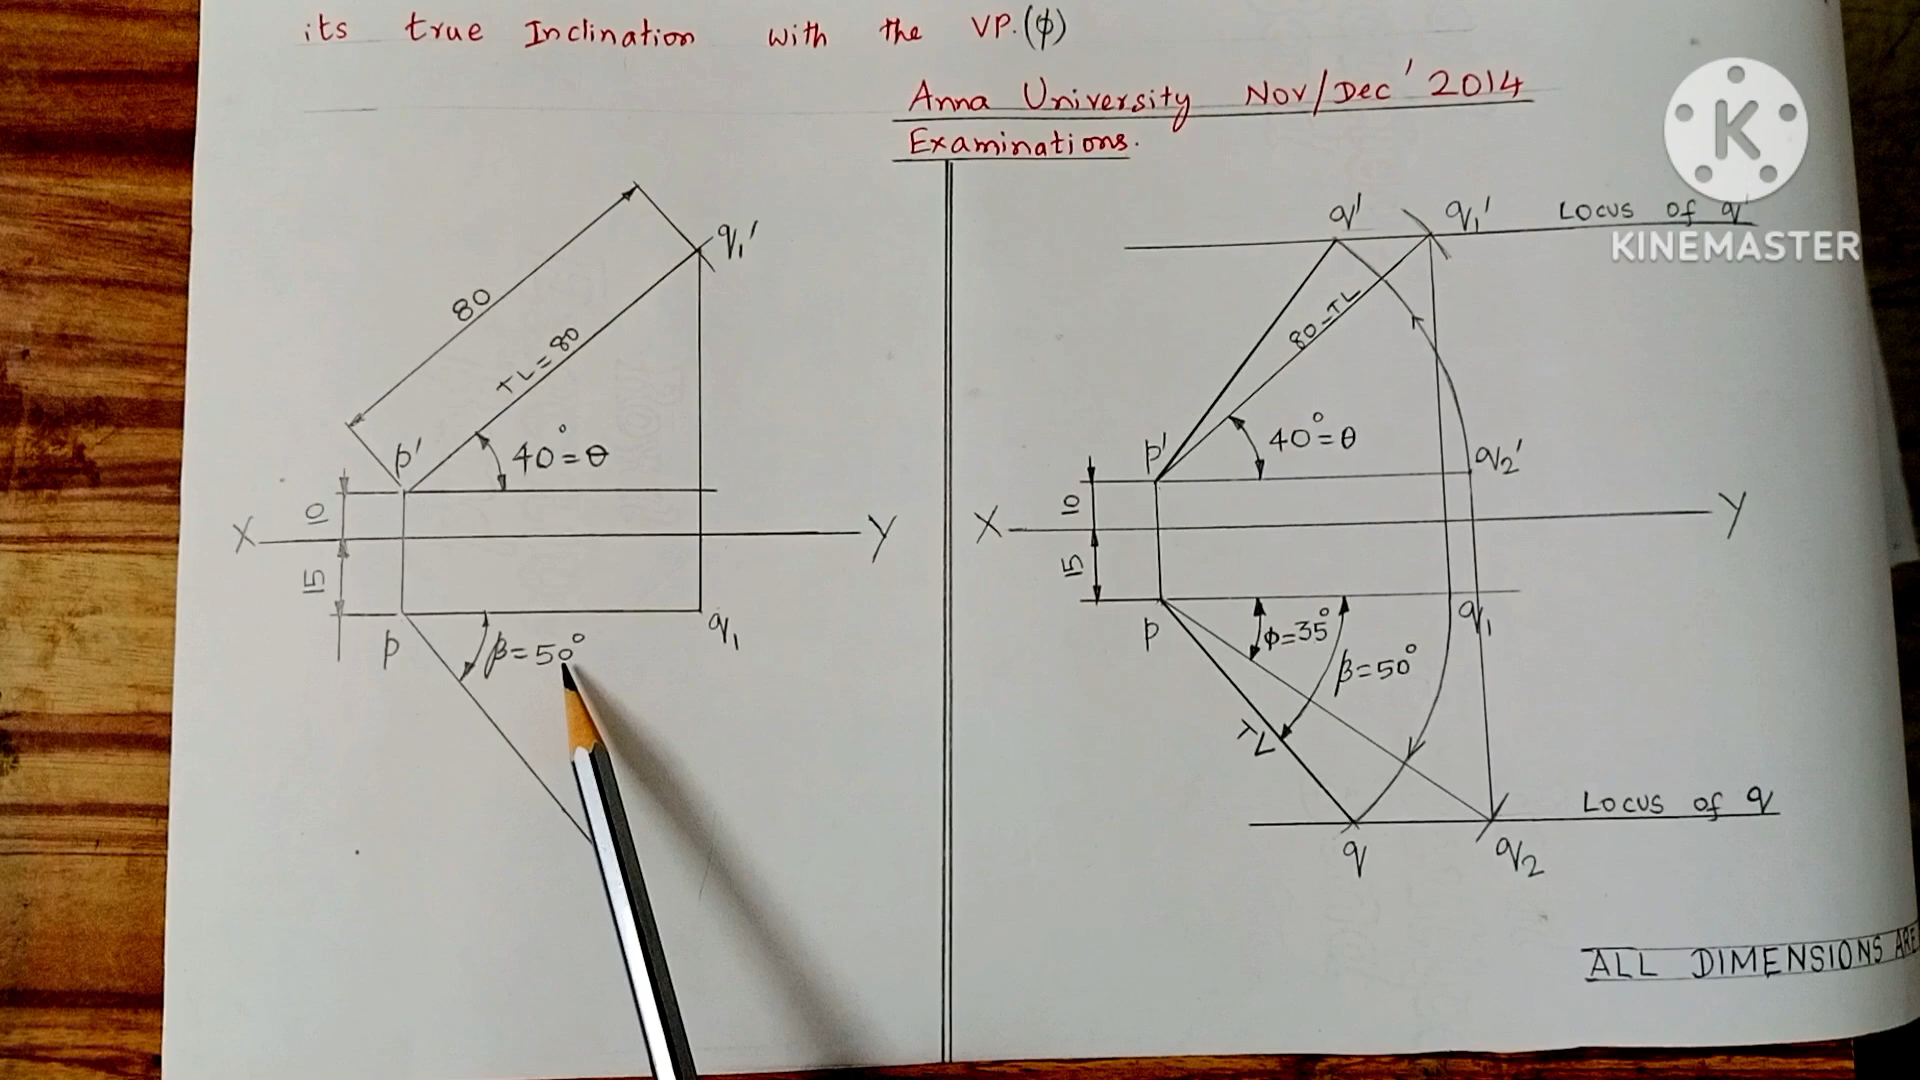 its true Inclination with the VP.(ϕ)
Anna University Nov/Dec' 2014
Examinations.
K
KINEMASTER
80
q₁'
TL = 80
p'
40° = θ
10
X
Y
15
p
β = 50°
q₁
q'
q₁'
Locus of q'
80 = TL
p'
40° = θ
q₂'
10
X
Y
15
p
ϕ = 35°
q₁
β = 50°
TL
Locus of q
q
q₂
ALL DIMENSIONS ARE